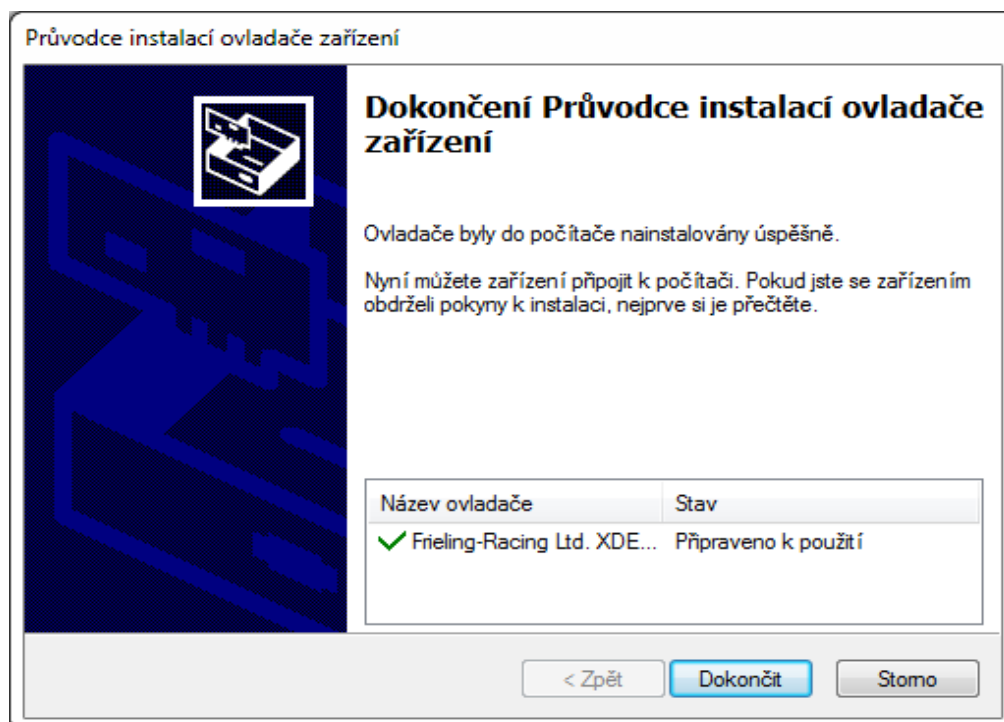 Průvodce instalací ovladače zařízení
Dokončení Průvodce instalací ovladače
zařízení
Ovladače byly do počítače nainstalovány úspěšně.
Nyní můžete zařízení připojit k počítači. Pokud jste se zařízením
obdrželi pokyny k instalaci, nejprve si je přečtěte.
Název ovladače Stav
Frieling-Racing Ltd. XDE... Připraveno k použití
< Zpět Dokončit Storno